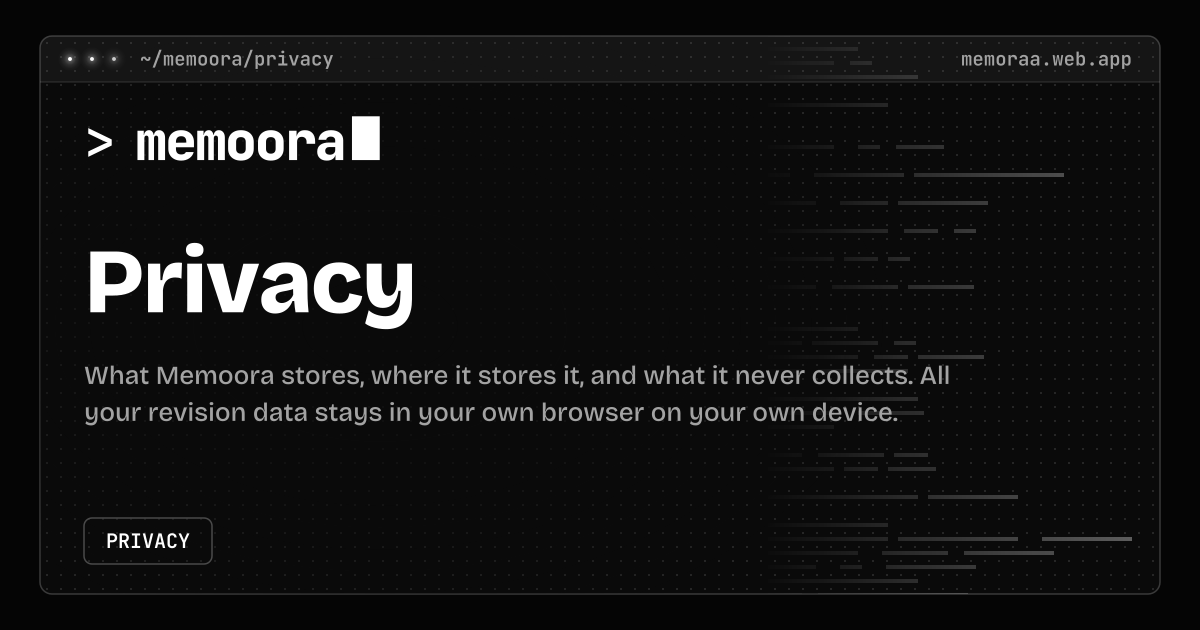 ~/memoora/privacy
memoraa.web.app
> memoora
Privacy
What Memoora stores, where it stores it, and what it never collects. All
your revision data stays in your own browser on your own device.
PRIVACY